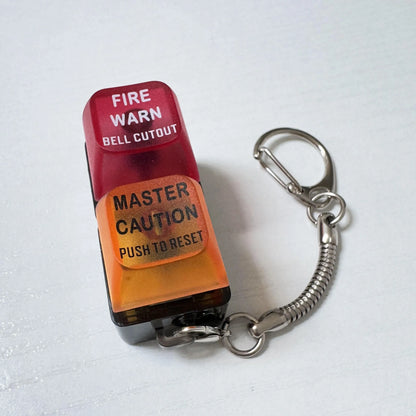 FIRE
WARN
BELL CUTOUT
MASTER
CAUTION
PUSH TO RESET